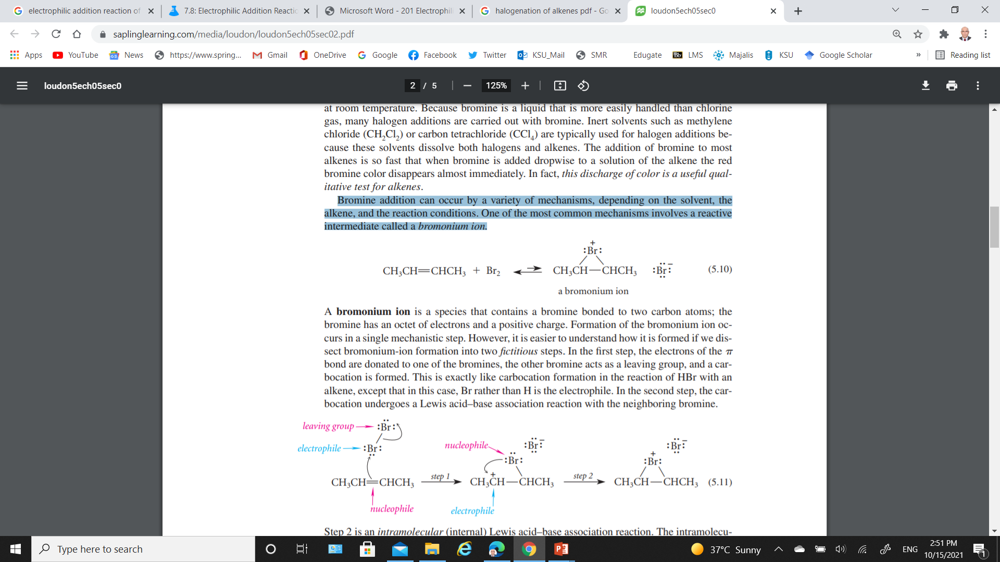 electrophilic addition reaction of
7.8: Electrophilic Addition Reactio
Microsoft Word - 201 Electrophili
halogenation of alkenes pdf - Go
loudon5ech05sec0
saplinglearning.com/media/loudon/loudon5ech05sec02.pdf
Apps YouTube News https://www.spring... Gmail OneDrive Google Facebook Twitter KSU_Mail SMR Edugate Bb LMS Majalis KSU Google Scholar » Reading list
loudon5ech05sec0 2 / 5 125%
at room temperature. Because bromine is a liquid that is more easily handled than chlorine
gas, many halogen additions are carried out with bromine. Inert solvents such as methylene
chloride (CH₂Cl₂) or carbon tetrachloride (CCl₄) are typically used for halogen additions be-
cause these solvents dissolve both halogens and alkenes. The addition of bromine to most
alkenes is so fast that when bromine is added dropwise to a solution of the alkene the red
bromine color disappears almost immediately. In fact, this discharge of color is a useful qual-
itative test for alkenes.
Bromine addition can occur by a variety of mechanisms, depending on the solvent, the
alkene, and the reaction conditions. One of the most common mechanisms involves a reactive
intermediate called a bromonium ion.
+
:Br:
CH₃CH=CHCH₃ + Br₂ ⇌ CH₃CH—CHCH₃ :Br:⁻ (5.10)
a bromonium ion
A bromonium ion is a species that contains a bromine bonded to two carbon atoms; the
bromine has an octet of electrons and a positive charge. Formation of the bromonium ion oc-
curs in a single mechanistic step. However, it is easier to understand how it is formed if we dis-
sect bromonium-ion formation into two fictitious steps. In the first step, the electrons of the π
bond are donated to one of the bromines, the other bromine acts as a leaving group, and a car-
bocation is formed. This is exactly like carbocation formation in the reaction of HBr with an
alkene, except that in this case, Br rather than H is the electrophile. In the second step, the car-
bocation undergoes a Lewis acid–base association reaction with the neighboring bromine.
leaving group :Br:
electrophile :Br: nucleophile :Br:⁻ :Br:⁻
:Br: + :Br:
CH₃CH=CHCH₃ step 1 CH₃CH—CHCH₃ + step 2 CH₃CH—CHCH₃ (5.11)
nucleophile electrophile
Step 2 is an intramolecular (internal) Lewis acid–base association reaction. The intramolecu-
Type here to search 37°C Sunny ENG 2:51 PM
10/15/2021 1